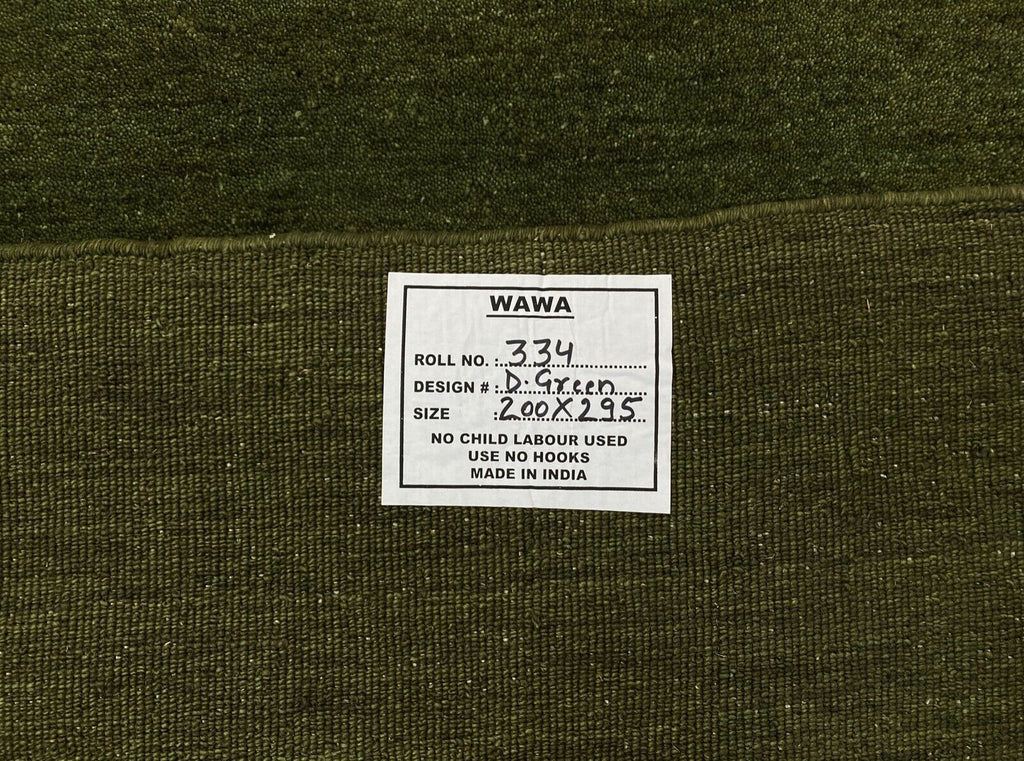 WAWA
ROLL NO. :.334
DESIGN # :.D. Green
SIZE :200X295
NO CHILD LABOUR USED
USE NO HOOKS
MADE IN INDIA